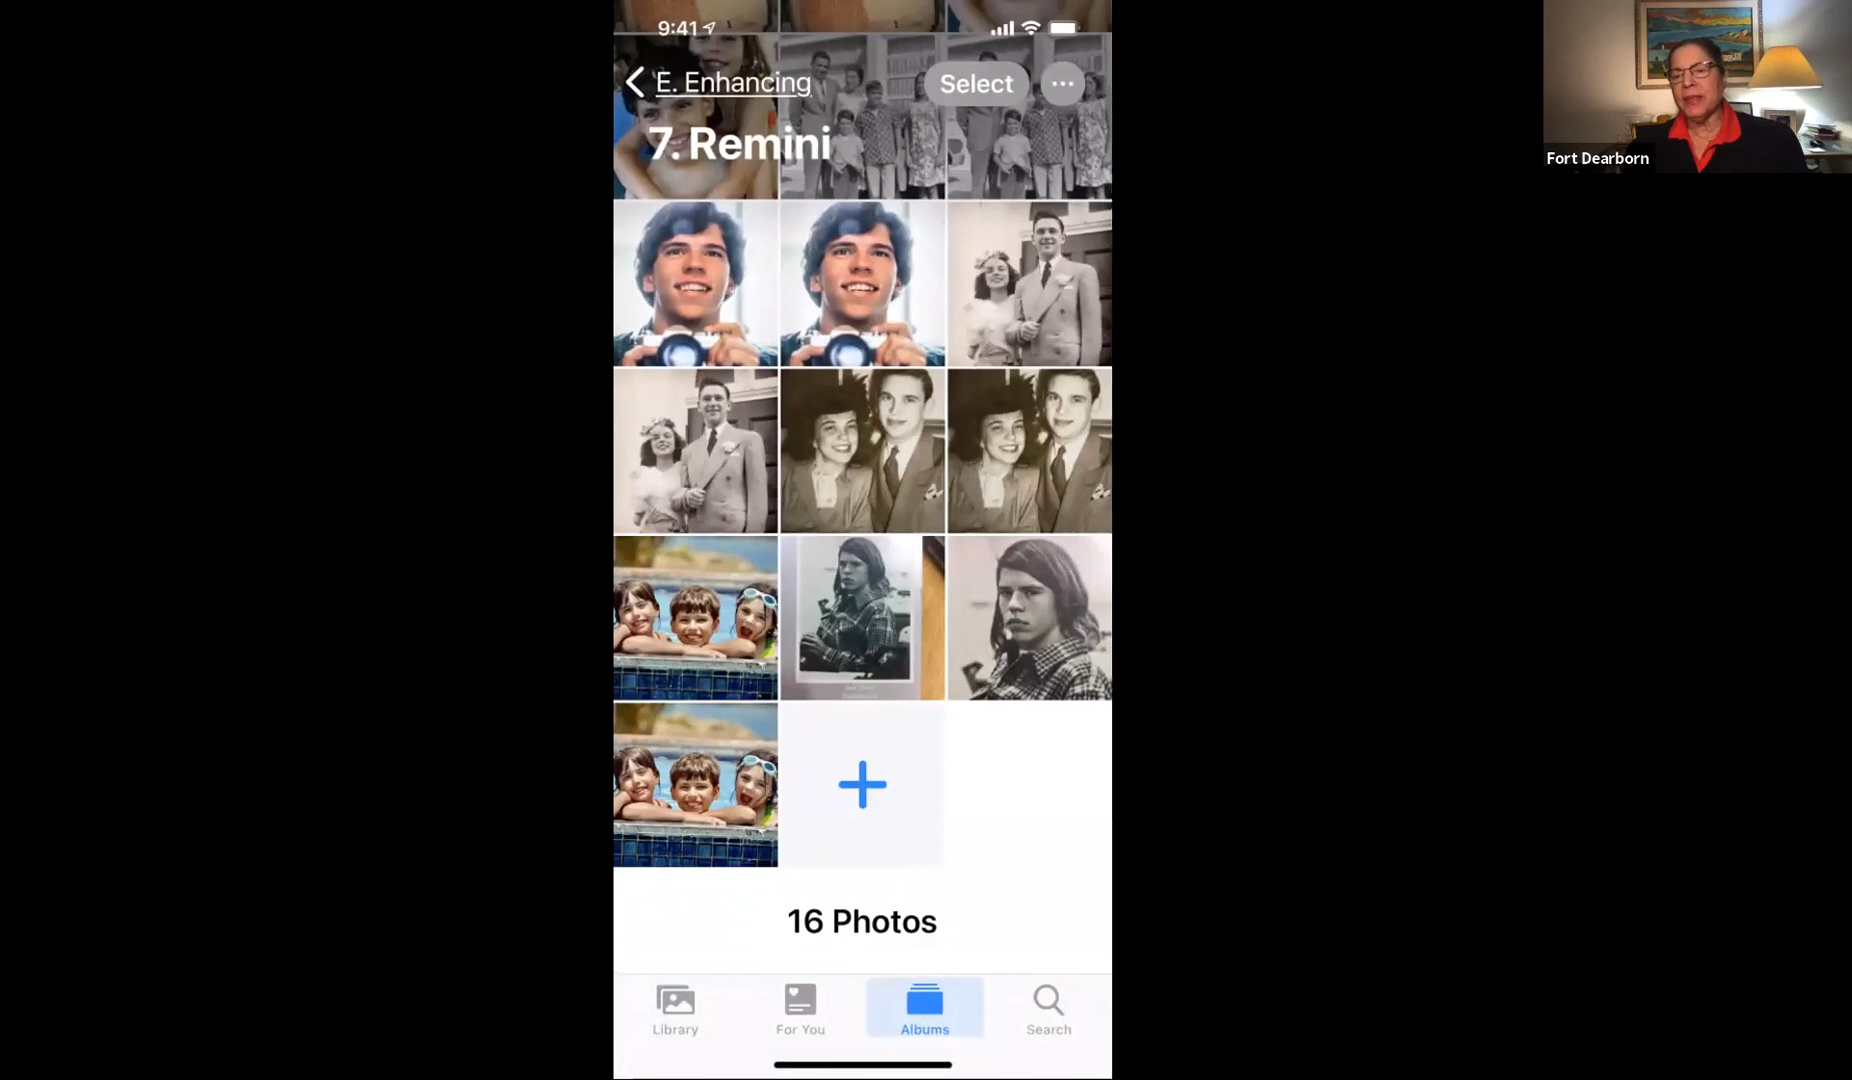 9:41
E. Enhancing
Select
7. Remini
Fort Dearborn
16 Photos
Library
For You
Albums
Search